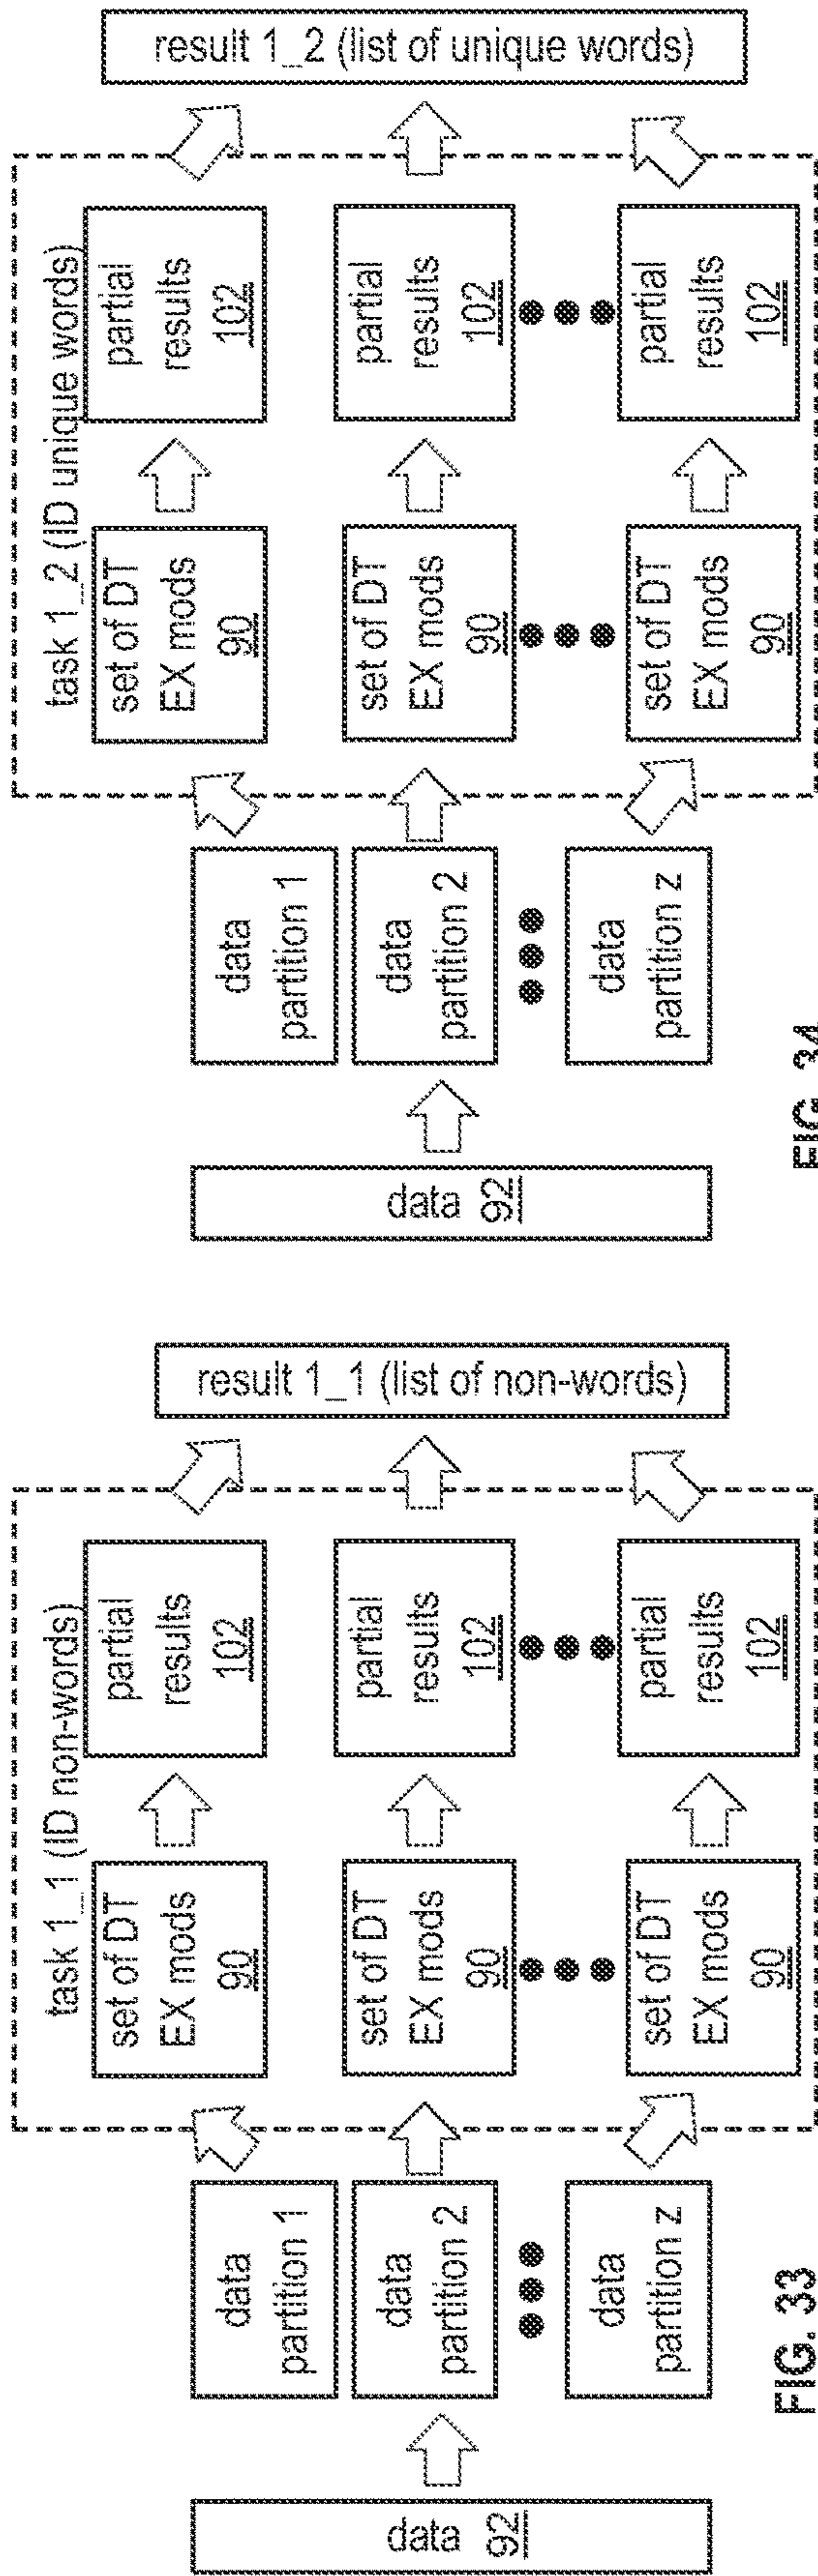 task 1_1 (ID non-words)
data 92
data
partition 1
data
partition 2
data
partition z
set of DT
EX mods
90
set of DT
EX mods
90
set of DT
EX mods
90
partial
results
102
partial
results
102
partial
results
102
result 1_1 (list of non-words)
FIG. 33
task 1_2 (ID unique words)
data 92
data
partition 1
data
partition 2
data
partition z
set of DT
EX mods
90
set of DT
EX mods
90
set of DT
EX mods
90
partial
results
102
partial
results
102
partial
results
102
result 1_2 (list of unique words)
FIG. 34